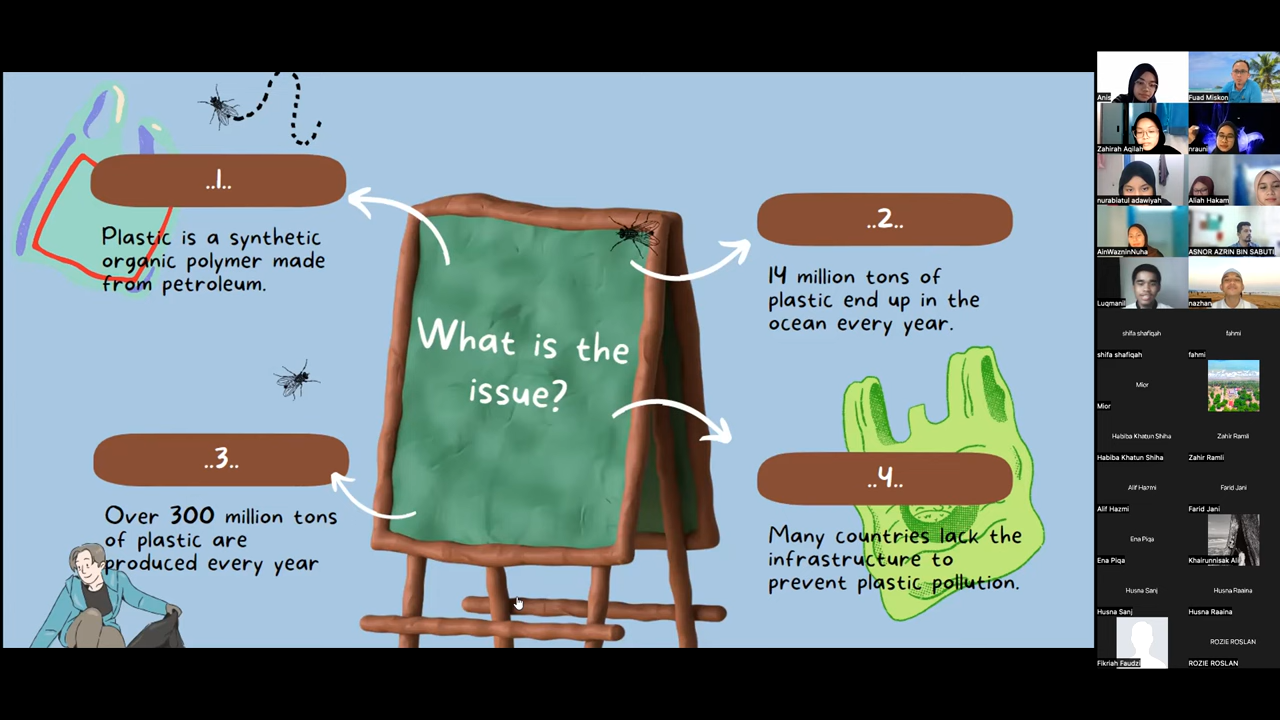 ..1..
Plastic is a synthetic
organic polymer made
from petroleum.
What is the
issue?
..2..
14 million tons of
plastic end up in the
ocean every year.
..3..
Over 300 million tons
of plastic are
produced every year
..4..
Many countries lack the
infrastructure to
prevent plastic pollution.
Anis
Fuad Miskon
Zahirah Aqilah
nrauni
nurabiatul adawiyah
Aliah Hakam
AinWazninNuha
ASNOR AZRIN BIN SABUTI
Luqmanil
nazhan
shifa shafiqah
fahmi
shifa shafiqah
fahmi
Mior
Mior
Habiba Khatun Shiha
Zahir Ramli
Habiba Khatun Shiha
Zahir Ramli
Alif Hazmi
Farid Jani
Alif Hazmi
Farid Jani
Ena Piqa
Ena Piqa
Khairunnisak Ali
Husna Sanj
Husna Raaina
Husna Sanj
Husna Raaina
ROZIE ROSLAN
Fikriah Faudzi
ROZIE ROSLAN